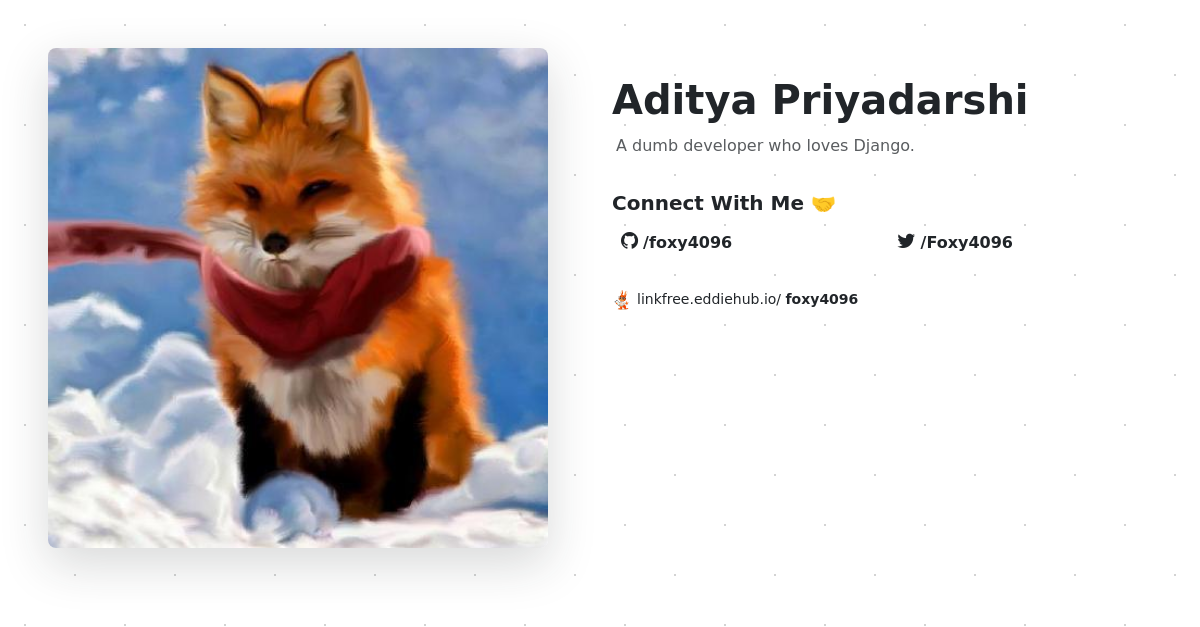 Aditya Priyadarshi
A dumb developer who loves Django.
Connect With Me 🤝
/foxy4096
/Foxy4096
linkfree.eddiehub.io/ foxy4096